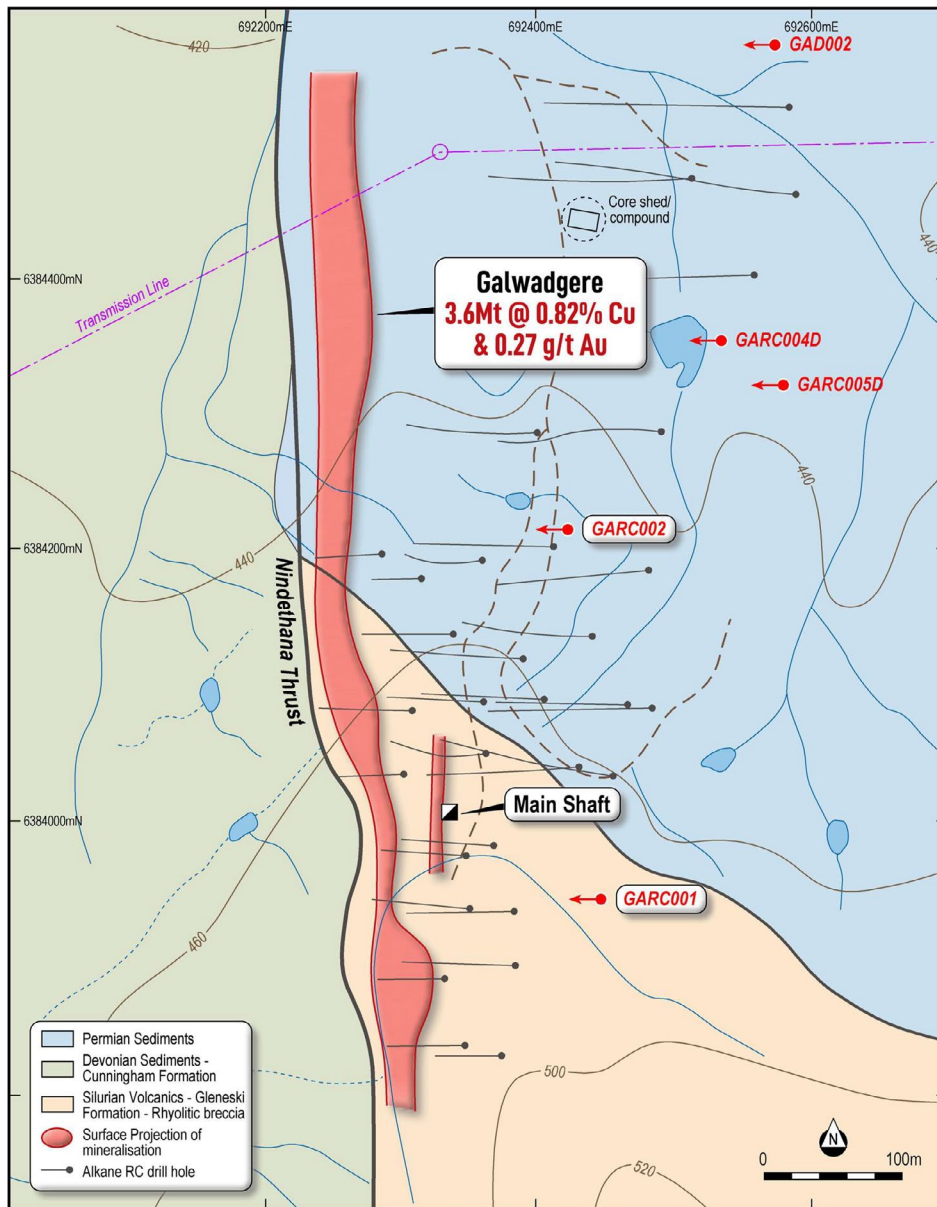 692200mE
692400mE
692600mE
420
GAD002
Core shed/
compound
440
6384400mN
Transmission Line
Galwadgere
3.6Mt @ 0.82% Cu
& 0.27 g/t Au
GARC004D
GARC005D
440
GARC002
6384200mN
440
Nindethana Thrust
Main Shaft
6384000mN
GARC001
460
Permian Sediments
Devonian Sediments -
Cunningham Formation
Silurian Volcanics - Gleneski
Formation - Rhyolitic breccia
Surface Projection of
mineralisation
Alkane RC drill hole
500
520
N
0
100m